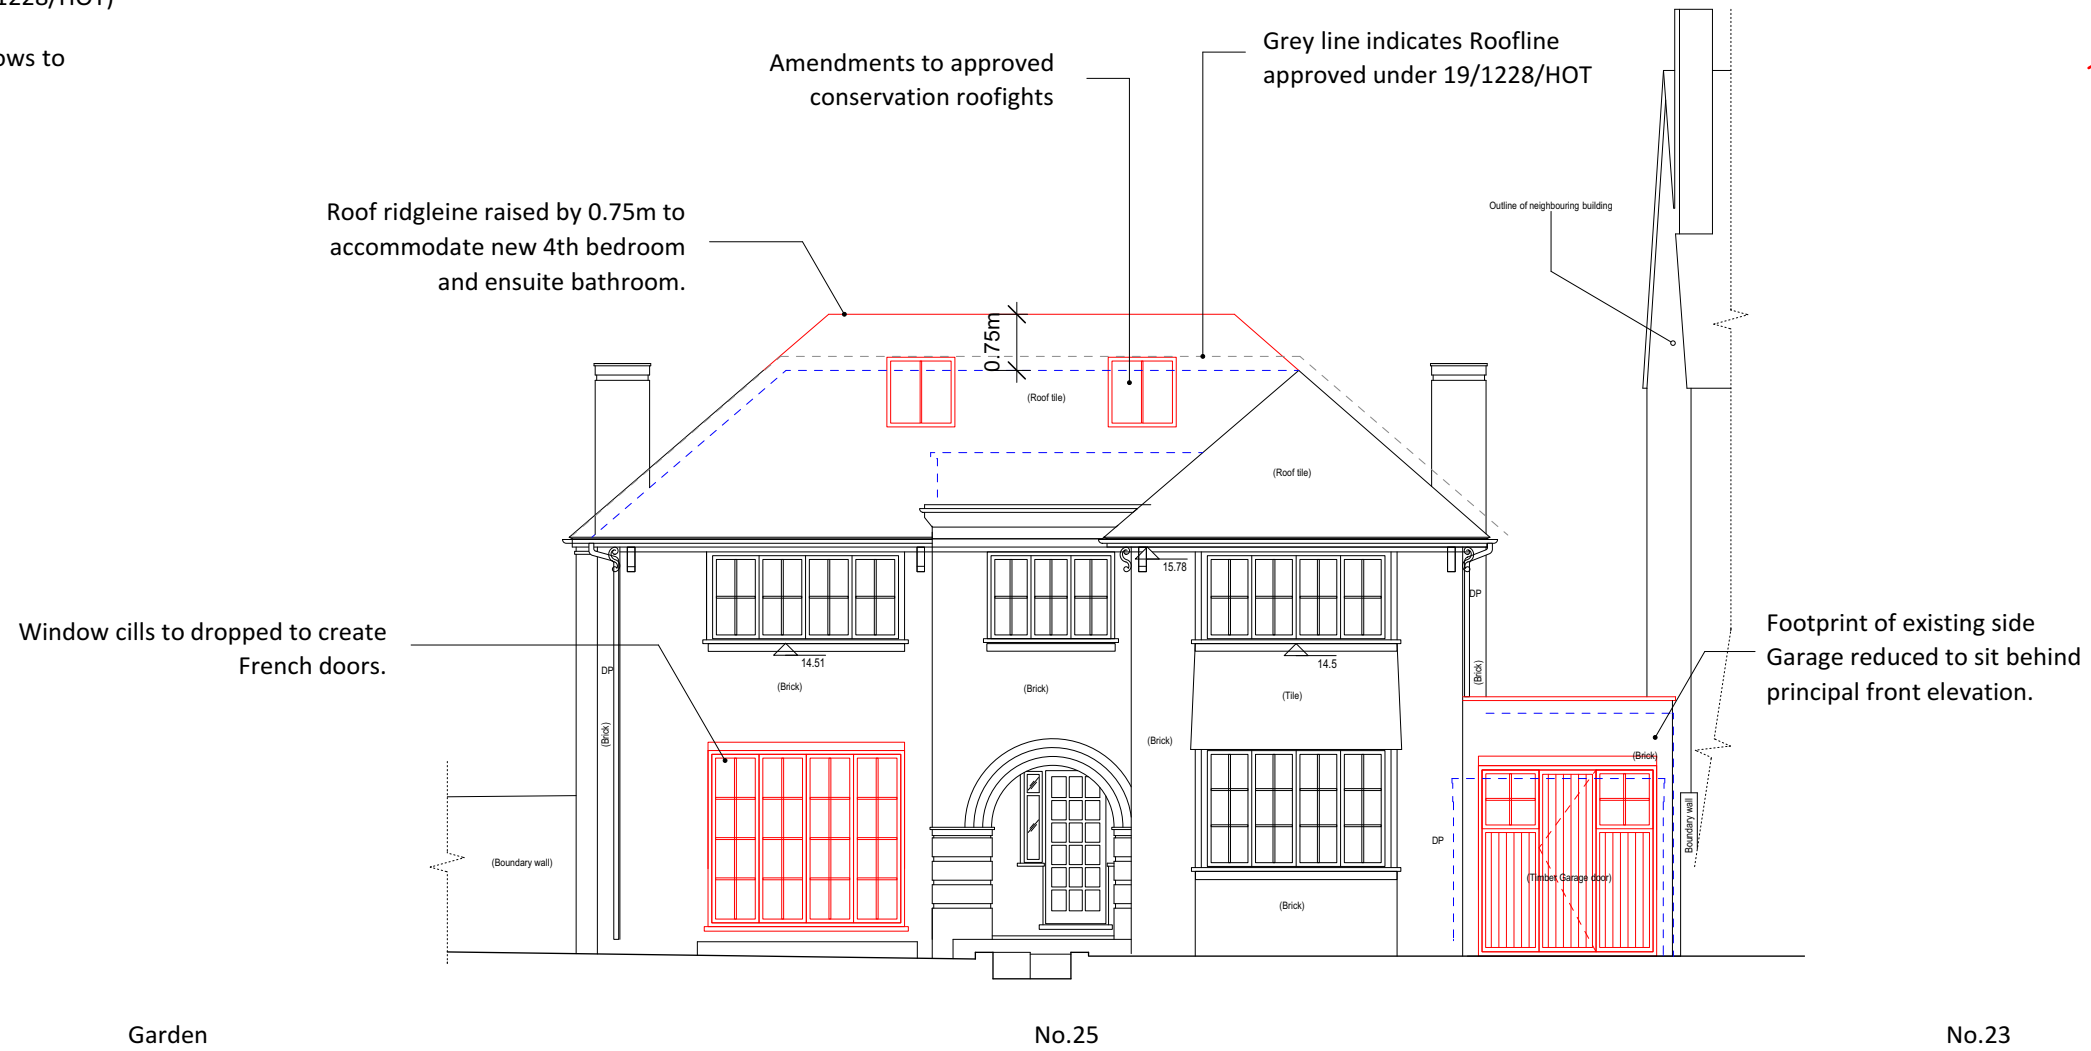 1228/HOT)
ows to
Amendments to approved
conservation roofights
Grey line indicates Roofline
approved under 19/1228/HOT
Roof ridgleine raised by 0.75m to
accommodate new 4th bedroom
and ensuite bathroom.
Outline of neighbouring building
0.75m
(Roof tile)
(Roof tile)
15.78
DP
Window cills to dropped to create
French doors.
Footprint of existing side
Garage reduced to sit behind
principal front elevation.
14.51
14.5
DP
(Brick)
(Brick)
(Brick)
(Tile)
(Brick)
(Brick)
(Brick)
DP
Boundary wall
(Boundary wall)
(Timber Garage door)
(Brick)
Garden
No.25
No.23